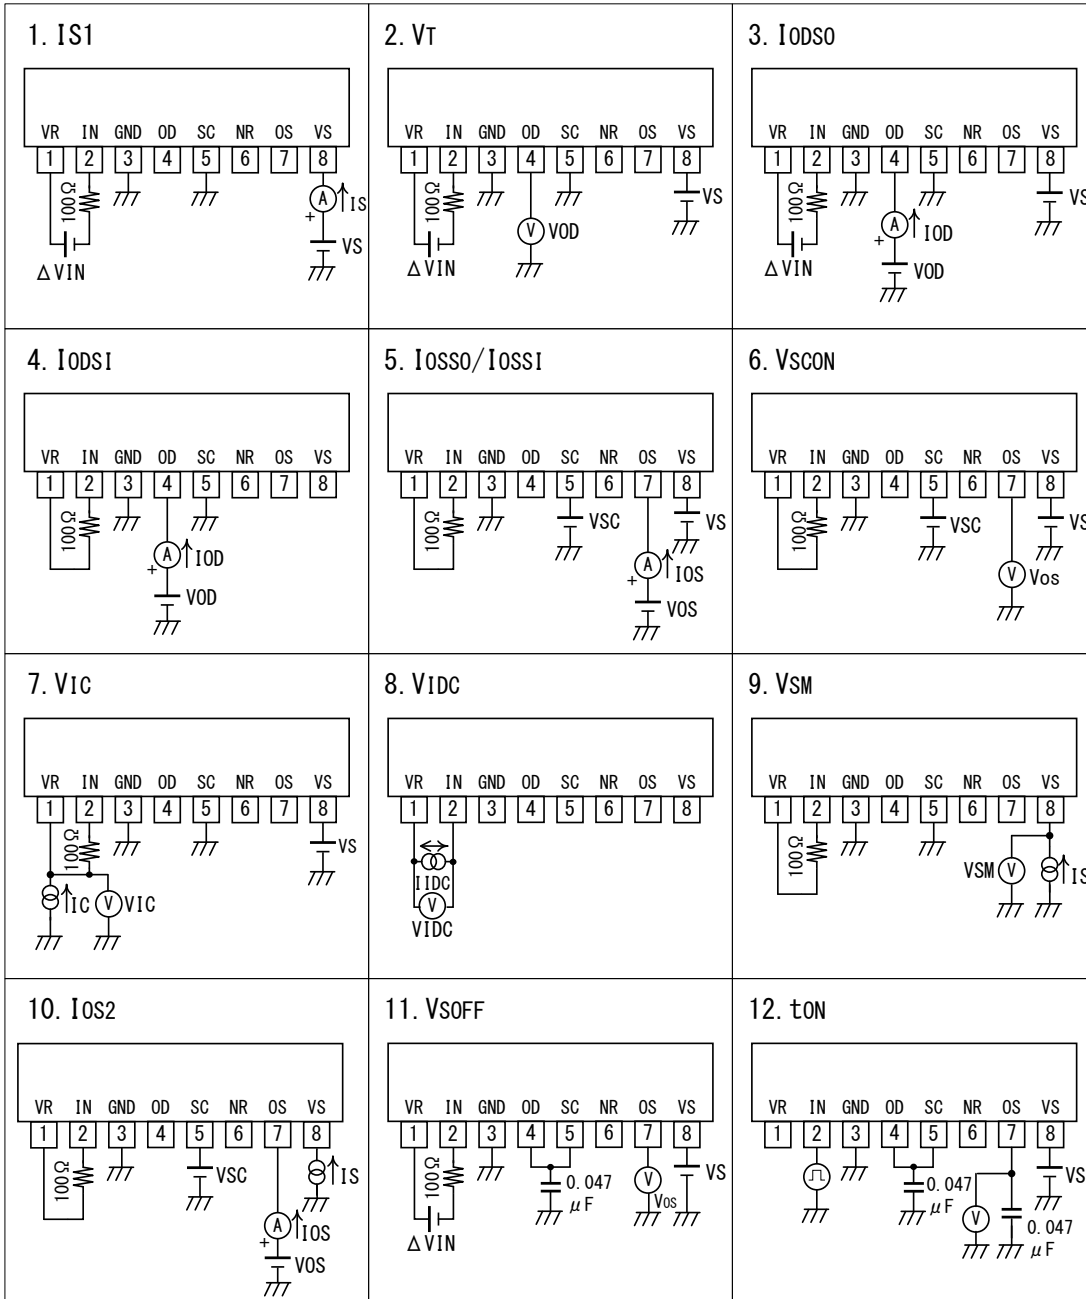 1. IS1
VR IN GND OD SC NR OS VS
1 2 3 4 5 6 7 8
100Ω
A
IS
+
VS
ΔVIN
2. VT
VR IN GND OD SC NR OS VS
1 2 3 4 5 6 7 8
100Ω
VS
V VOD
ΔVIN
3. IODSO
VR IN GND OD SC NR OS VS
1 2 3 4 5 6 7 8
100Ω
VS
A IOD
+
VOD
ΔVIN
4. IODSI
VR IN GND OD SC NR OS VS
1 2 3 4 5 6 7 8
100Ω
A IOD
+
VOD
5. IOSSO/IOSSI
VR IN GND OD SC NR OS VS
1 2 3 4 5 6 7 8
100Ω
VSC
VS
A IOS
+
VOS
6. VSCON
VR IN GND OD SC NR OS VS
1 2 3 4 5 6 7 8
100Ω
VSC
VS
V Vos
7. VIC
VR IN GND OD SC NR OS VS
1 2 3 4 5 6 7 8
100Ω
VS
IC V VIC
8. VIDC
VR IN GND OD SC NR OS VS
1 2 3 4 5 6 7 8
IIDC
V
VIDC
9. VSM
VR IN GND OD SC NR OS VS
1 2 3 4 5 6 7 8
100Ω
VSM V IS
10. IOS2
VR IN GND OD SC NR OS VS
1 2 3 4 5 6 7 8
100Ω
VSC
IS
A IOS
+
VOS
11. VSOFF
VR IN GND OD SC NR OS VS
1 2 3 4 5 6 7 8
100Ω
0.047
μF
V
Vos
VS
ΔVIN
12. tON
VR IN GND OD SC NR OS VS
1 2 3 4 5 6 7 8
0.047
μF
VS
V
0.047
μF